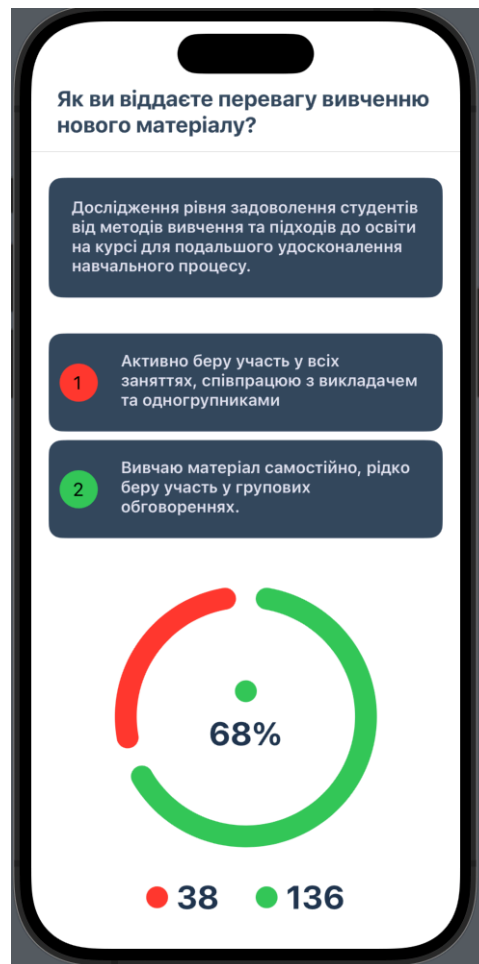 Як ви віддаєте перевагу вивченню
нового матеріалу?
Дослідження рівня задоволення студентів
від методів вивчення та підходів до освіти
на курсі для подальшого удосконалення
навчального процесу.
1
Активно беру участь у всіх
заняттях, співпрацюю з викладачем
та одногрупниками
2
Вивчаю матеріал самостійно, рідко
беру участь у групових
обговореннях.
68%
38 136